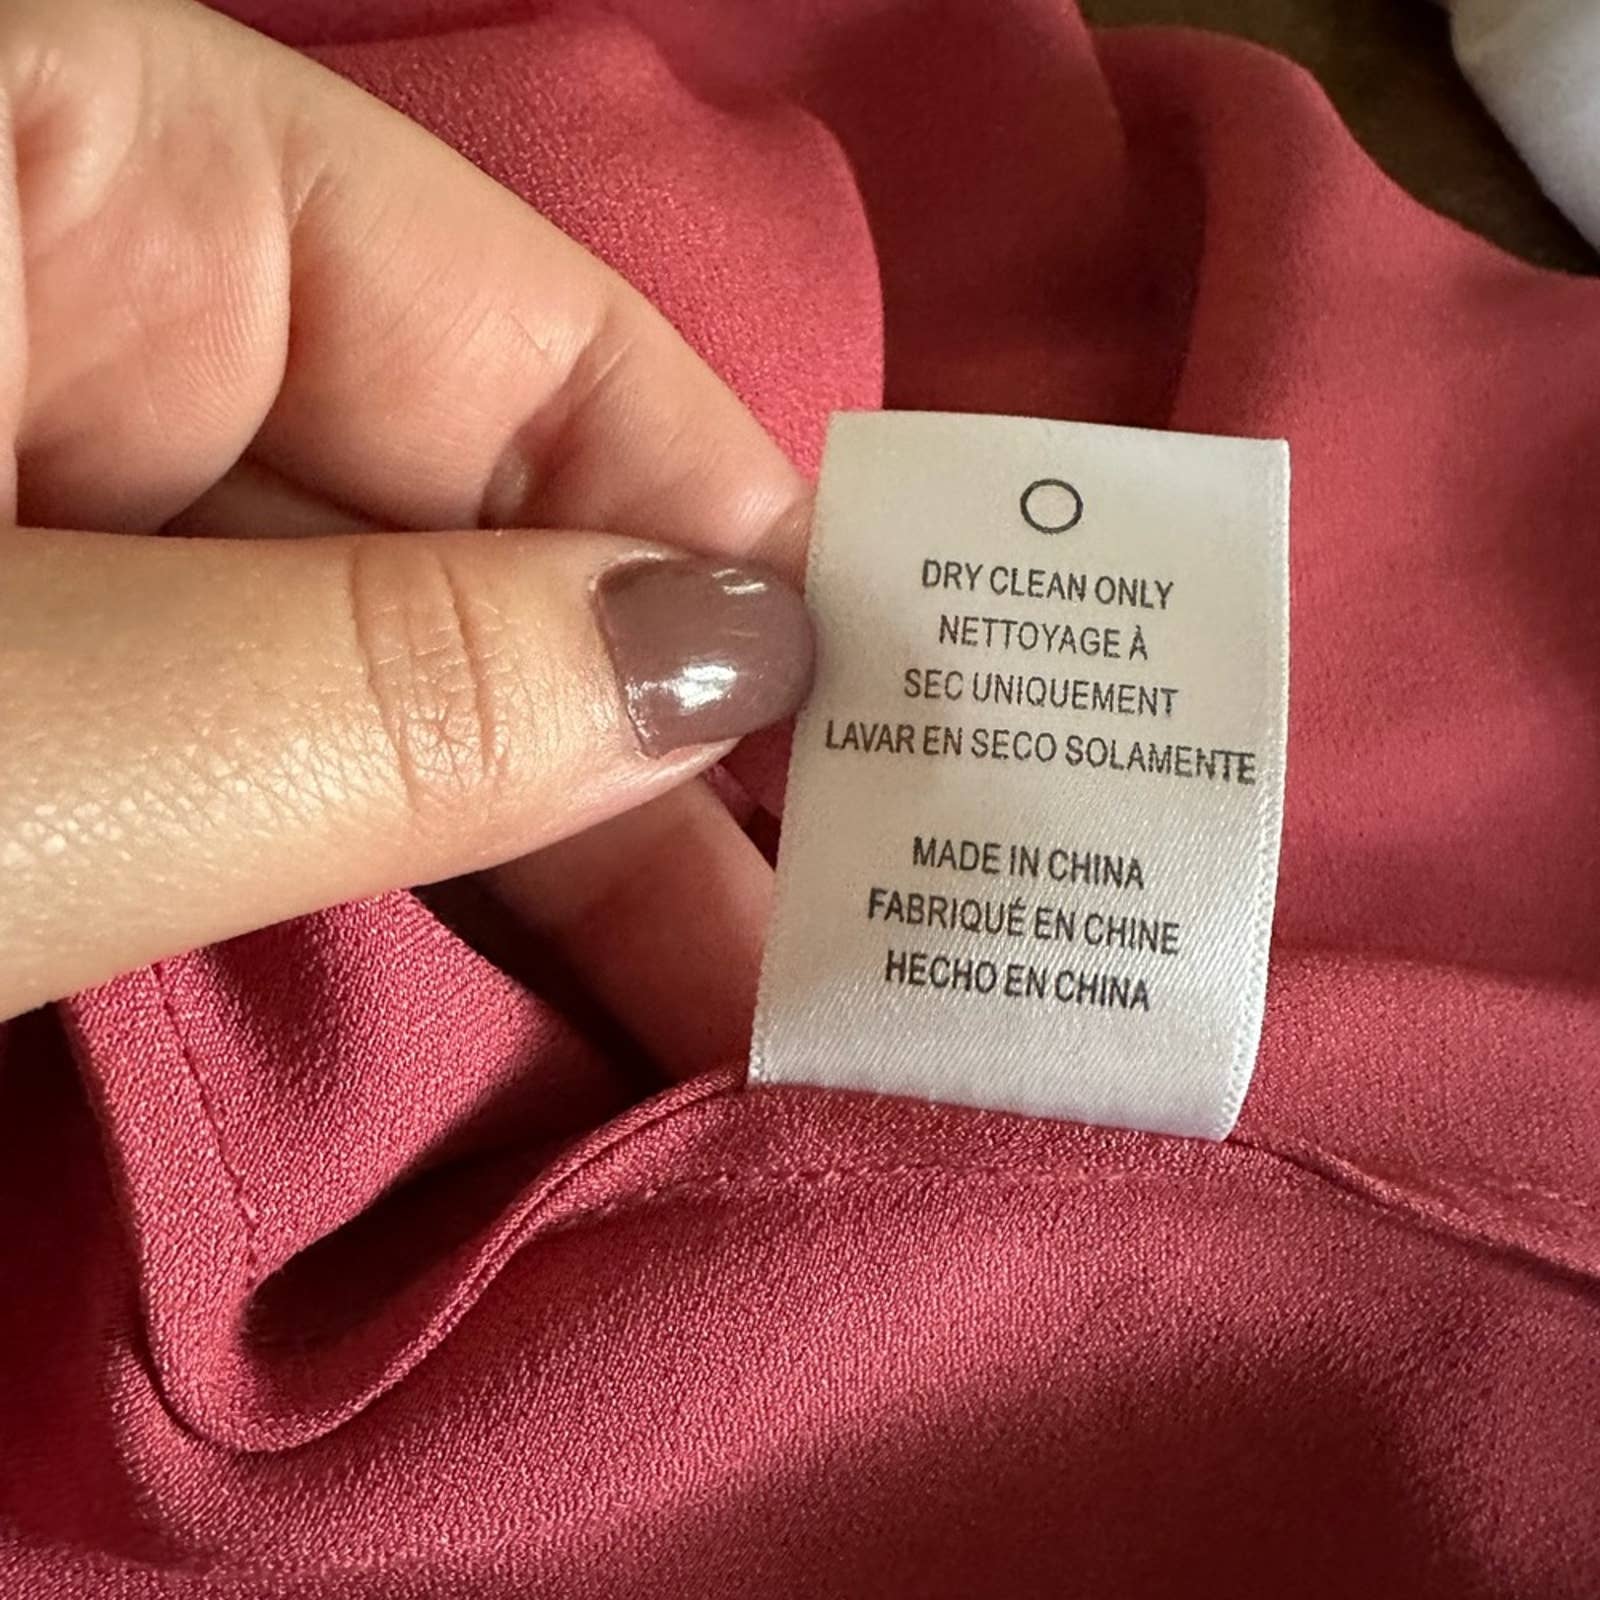 DRY CLEAN ONLY
NETTOYAGE À
SEC UNIQUEMENT
LAVAR EN SECO SOLAMENTE
MADE IN CHINA
FABRIQUÉ EN CHINE
HECHO EN CHINA